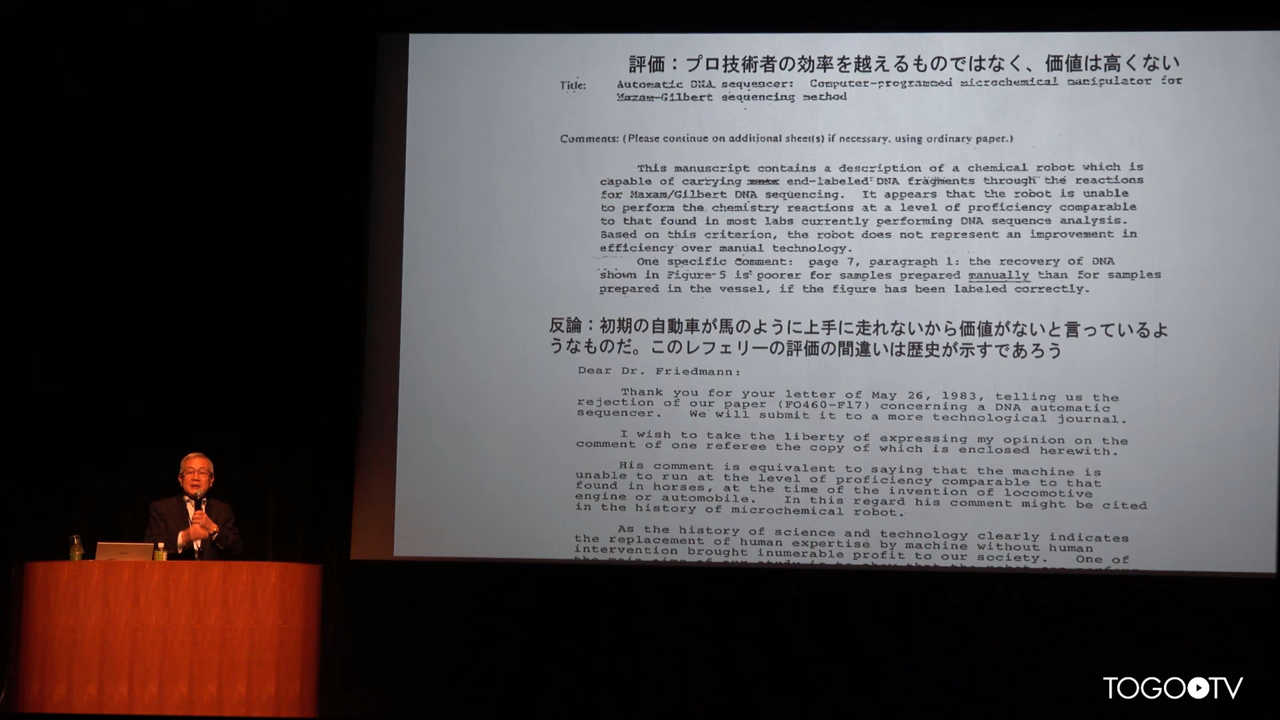 評価：プロ技術者の効率を越えるものではなく、価値は高くない
Title: Automatic DNA sequencer: Computer-programmed microchemical manipulator for
Maxam-Gilbert sequencing method
Comments: (Please continue on additional sheet(s) if necessary, using ordinary paper.)
This manuscript contains a description of a chemical robot which is
capable of carrying end-labeled DNA fragments through the reactions
for Maxam/Gilbert DNA sequencing. It appears that the robot is unable
to perform the chemistry reactions at a level of proficiency comparable
to that found in most labs currently performing DNA sequence analysis.
Based on this criterion, the robot does not represent an improvement in
efficiency over manual technology.
One specific Comment: page 7, paragraph 1: the recovery of DNA
shown in Figure 5 is poorer for samples prepared manually than for samples
prepared in the vessel, if the figure has been labeled correctly.
反論：初期の自動車が馬のように上手に走れないから価値がないと言っているよ
うなものだ。このレフェリーの評価の間違いは歴史が示すであろう
Dear Dr. Friedmann:
Thank you for your letter of May 26, 1983, telling us the
rejection of our paper (FO460-F17) concerning a DNA automatic
sequencer. We will submit it to a more technological journal.
I wish to take the liberty of expressing my opinion on the
comment of one referee the copy of which is enclosed herewith.
His comment is equivalent to saying that the machine is
unable to run at the level of proficiency comparable to that
found in horses, at the time of the invention of locomotive
engine or automobile. In this regard his comment might be cited
in the history of microchemical robot.
As the history of science and technology clearly indicates
the replacement of human expertise by machine without human
intervention brought inumerable profit to our society. One of
TOGO TV